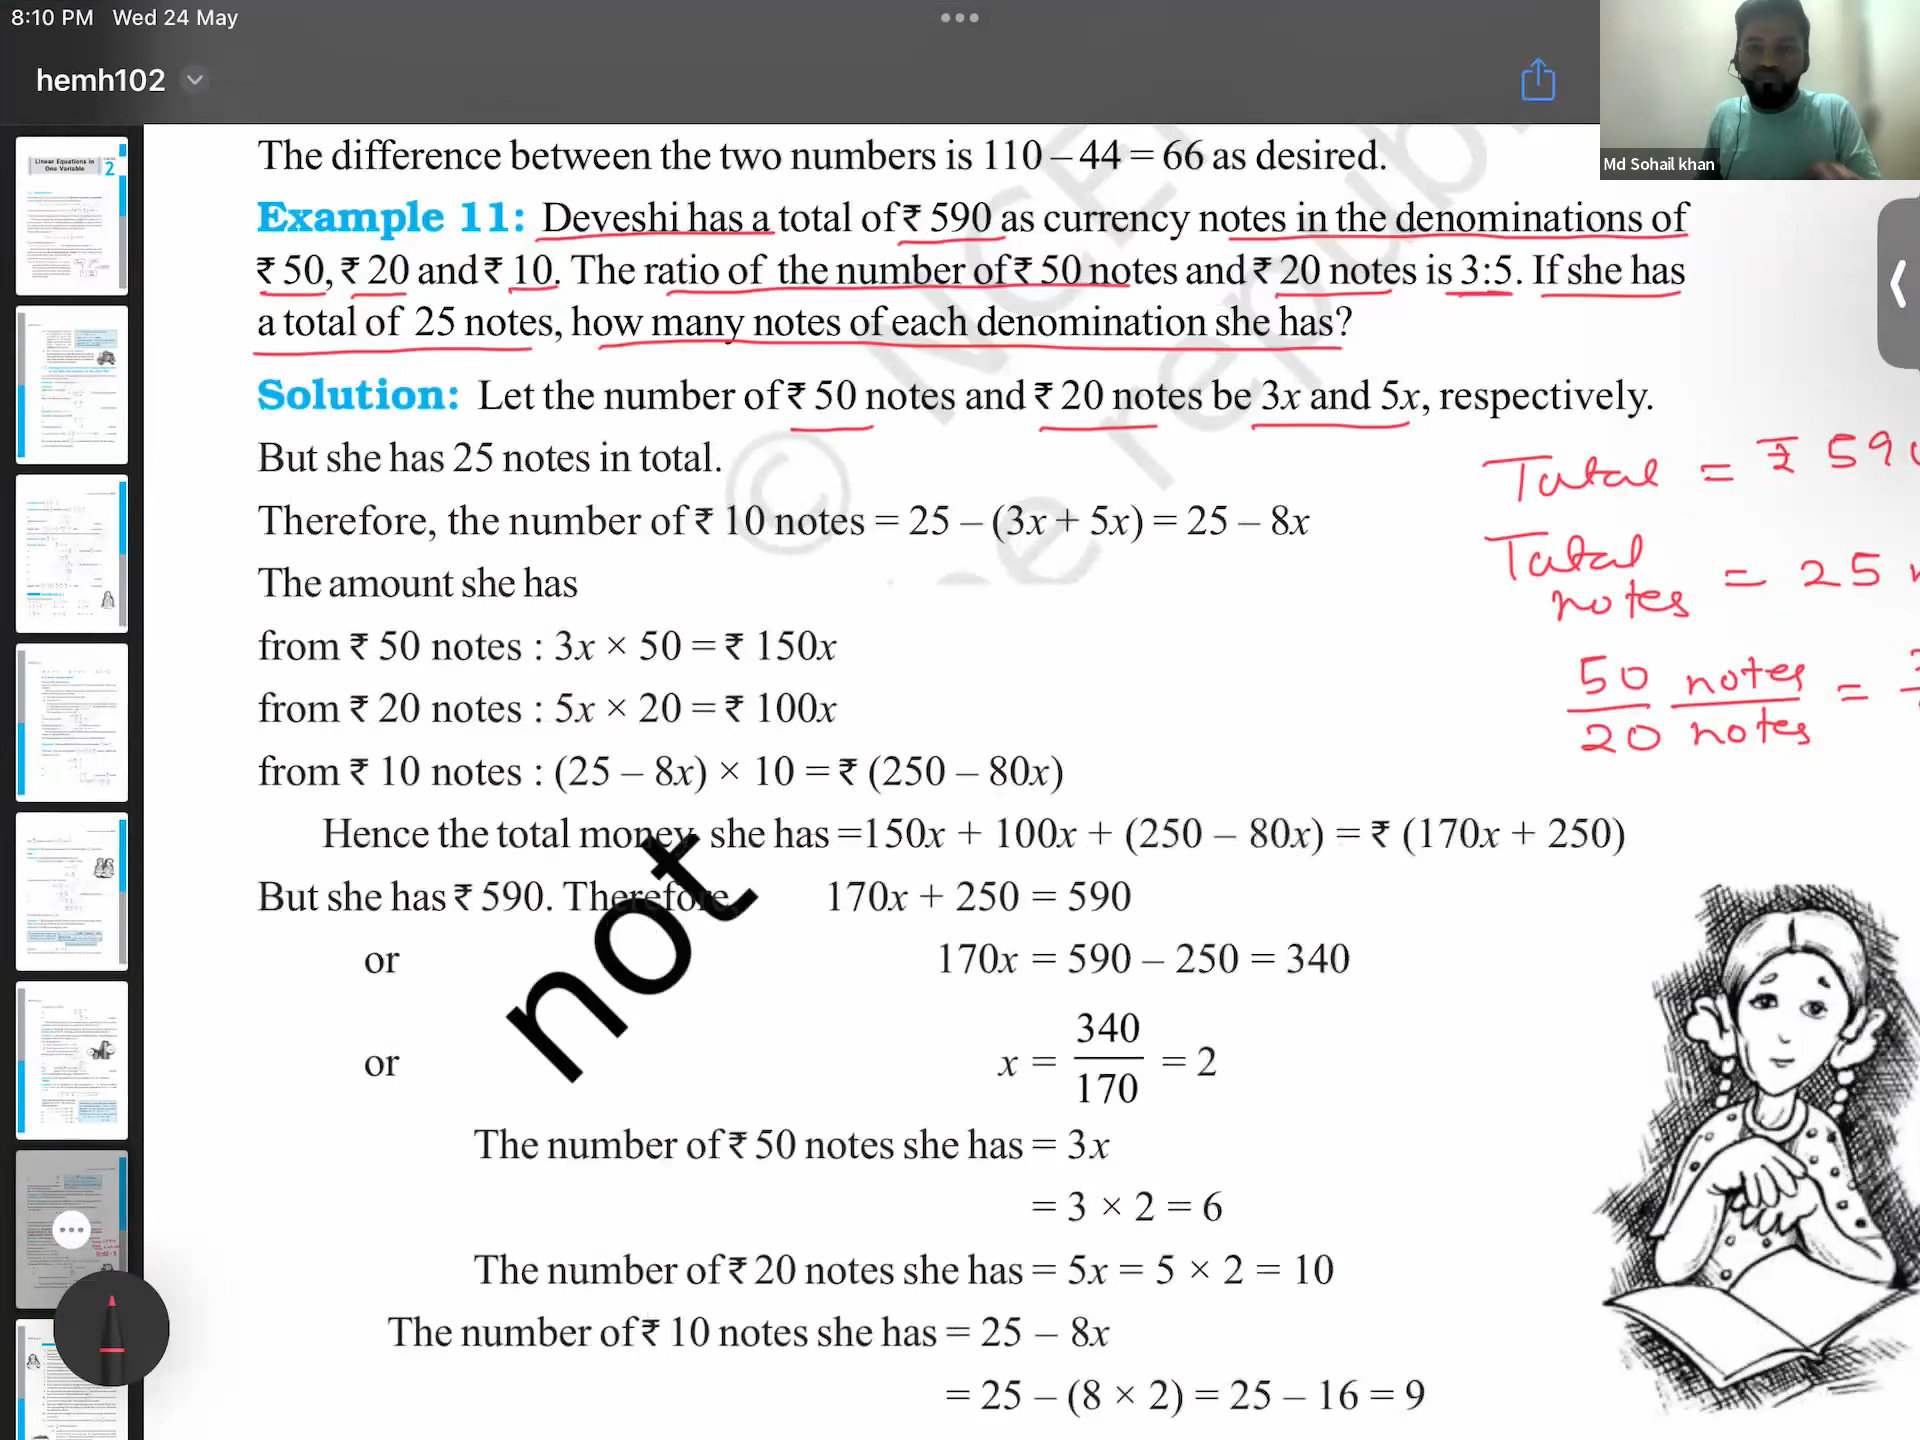 8:10 PM Wed 24 May
hemh102
Md Sohail khan
Linear Equations in One Variable 2
The difference between the two numbers is 110 – 44 = 66 as desired.
Example 11: Deveshi has a total of ₹ 590 as currency notes in the denominations of
₹ 50, ₹ 20 and ₹ 10. The ratio of the number of ₹ 50 notes and ₹ 20 notes is 3:5. If she has
a total of 25 notes, how many notes of each denomination she has?
Solution: Let the number of ₹ 50 notes and ₹ 20 notes be 3x and 5x, respectively.
But she has 25 notes in total.
Therefore, the number of ₹ 10 notes = 25 – (3x + 5x) = 25 – 8x
The amount she has
from ₹ 50 notes : 3x × 50 = ₹ 150x
from ₹ 20 notes : 5x × 20 = ₹ 100x
from ₹ 10 notes : (25 – 8x) × 10 = ₹ (250 – 80x)
Hence the total money she has =150x + 100x + (250 – 80x) = ₹ (170x + 250)
But she has ₹ 590. Therefore, 170x + 250 = 590
or 170x = 590 – 250 = 340
or x = 340/170 = 2
The number of ₹ 50 notes she has = 3x
= 3 × 2 = 6
The number of ₹ 20 notes she has = 5x = 5 × 2 = 10
The number of ₹ 10 notes she has = 25 – 8x
= 25 – (8 × 2) = 25 – 16 = 9
Total = ₹ 590
Total notes = 25
50 notes / 20 notes =
not
© NCE
republ